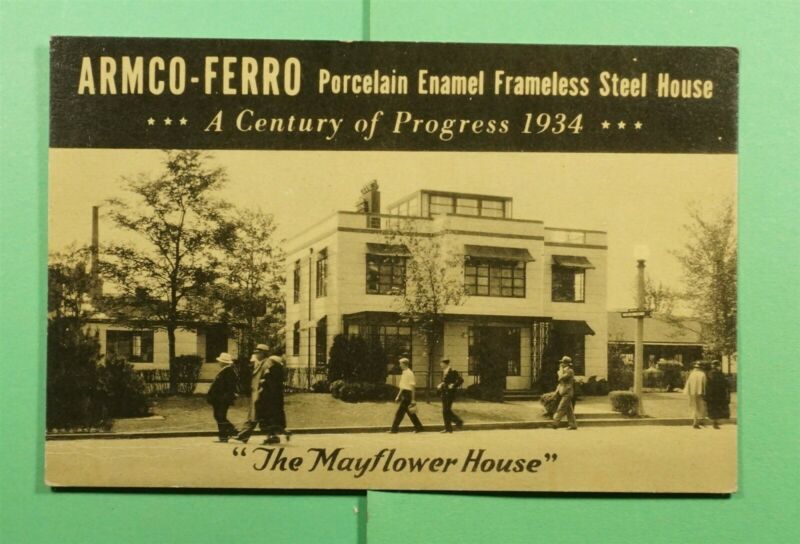 ARMCO-FERRO Porcelain Enamel Frameless Steel House
*** A Century of Progress 1934 ***
"The Mayflower House"